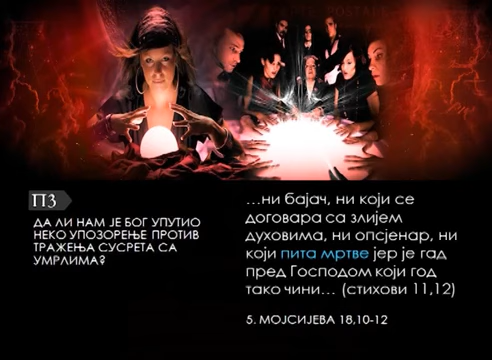 П3
ДА ЛИ НАМ ЈЕ БОГ УПУТИО
НЕКО УПОЗОРЕЊЕ ПРОТИВ
ТРАЖЕЊА СУСРЕТА СА
УМРЛИМА?
…ни бајач, ни који се
договара са злијем
духовима, ни опсјенар, ни
који пита мртве јер је гад
пред Господом који год
тако чини… (стихови 11,12)
5. МОЈСИЈЕВА 18,10-12